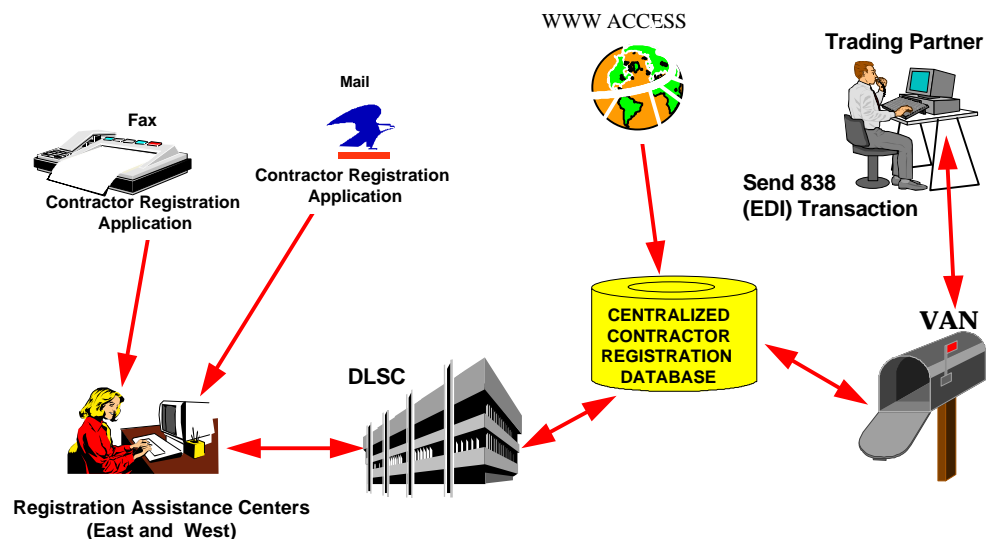 WWW ACCESS
Trading Partner
Mail
Fax
Contractor Registration
Application
Contractor Registration
Application
Send 838
(EDI) Transaction
CENTRALIZED
CONTRACTOR
REGISTRATION
DATABASE
VAN
DLSC
Registration Assistance Centers
(East and West)